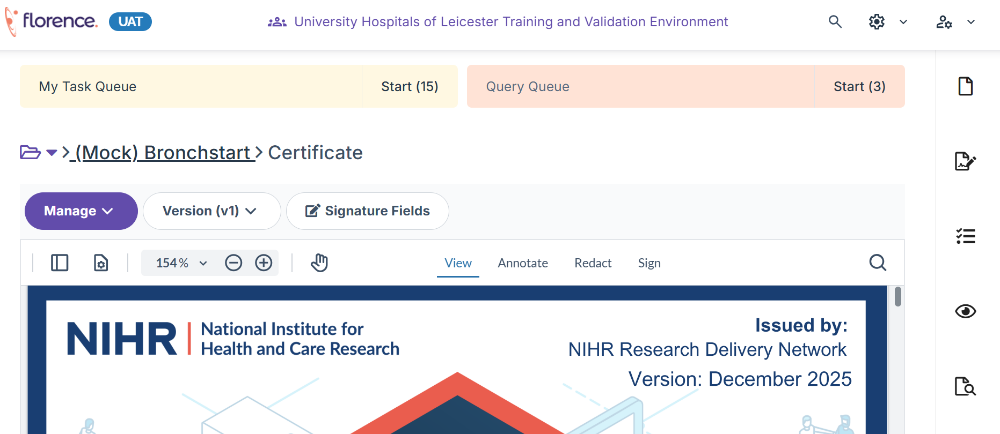 florence. UAT
University Hospitals of Leicester Training and Validation Environment
My Task Queue Start (15)
Query Queue Start (3)
> (Mock) Bronchstart > Certificate
Manage Version (v1) Signature Fields
154% View Annotate Redact Sign
NIHR | National Institute for
Health and Care Research
Issued by:
NIHR Research Delivery Network
Version: December 2025